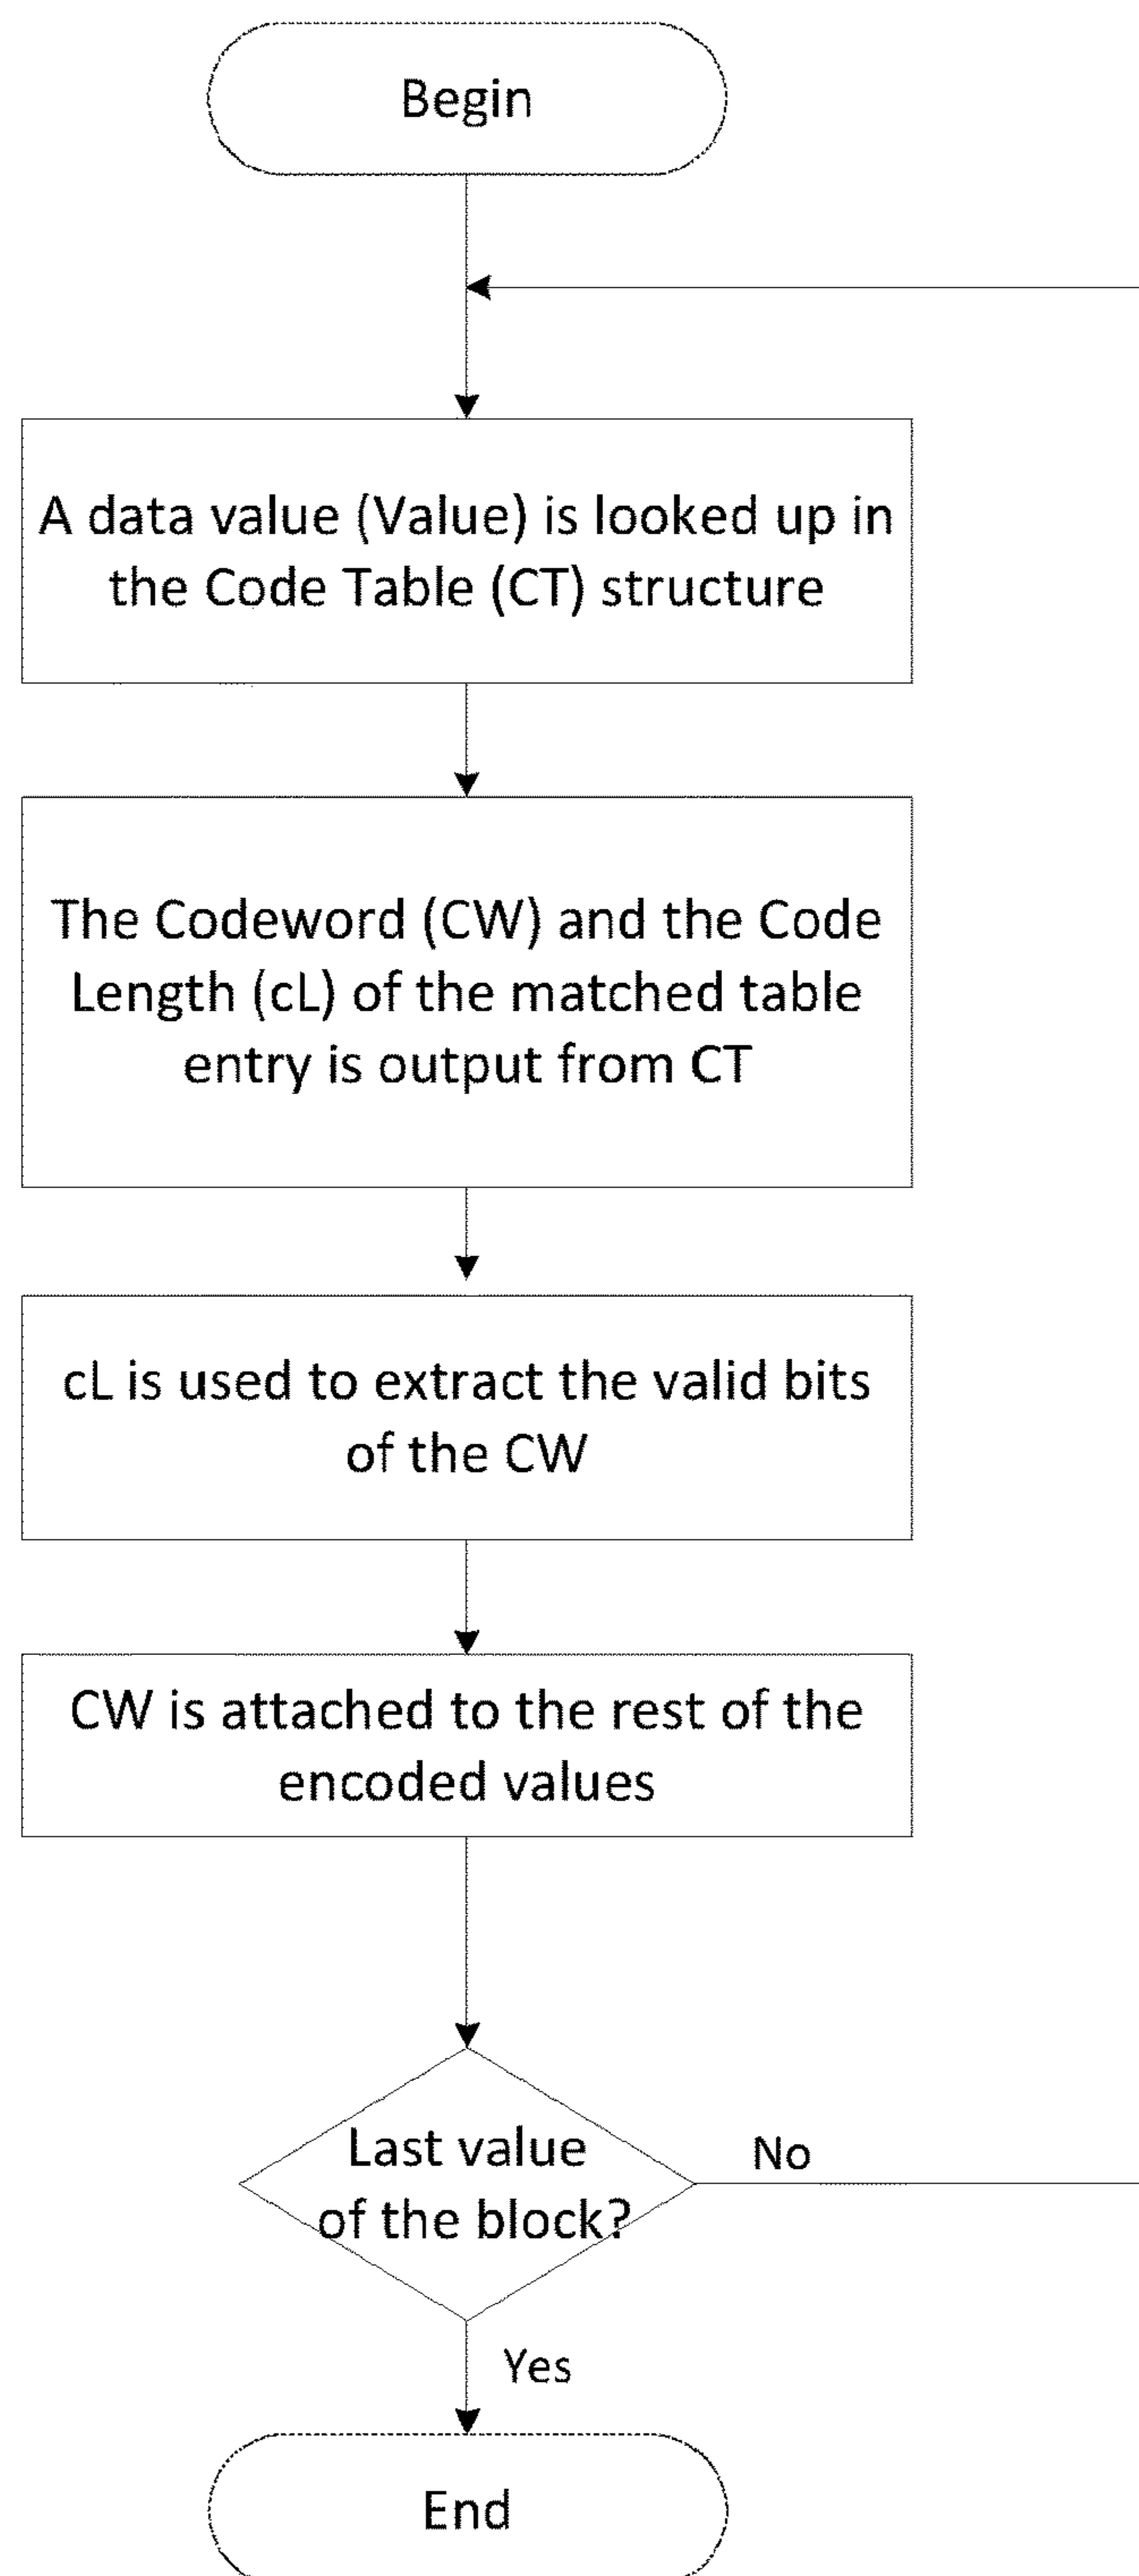 Begin
A data value (Value) is looked up in
the Code Table (CT) structure
The Codeword (CW) and the Code
Length (cL) of the matched table
entry is output from CT
cL is used to extract the valid bits
of the CW
CW is attached to the rest of the
encoded values
Last value
of the block?
No
Yes
End